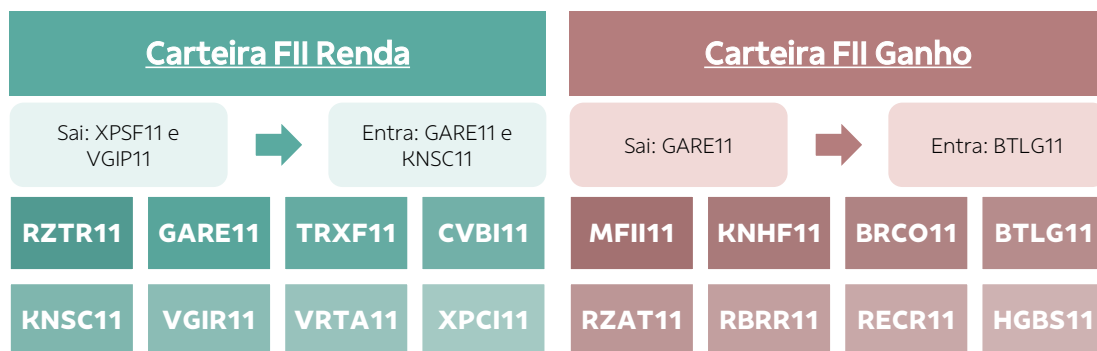 Carteira FII Renda
Sai: XPSF11 e
VGIP11
Entra: GARE11 e
KNSC11
RZTR11 GARE11 TRXF11 CVBI11
KNSC11 VGIR11 VRTA11 XPCI11
Carteira FII Ganho
Sai: GARE11
Entra: BTLG11
MFII11 KNHF11 BRCO11 BTLG11
RZAT11 RBRR11 RECR11 HGBS11